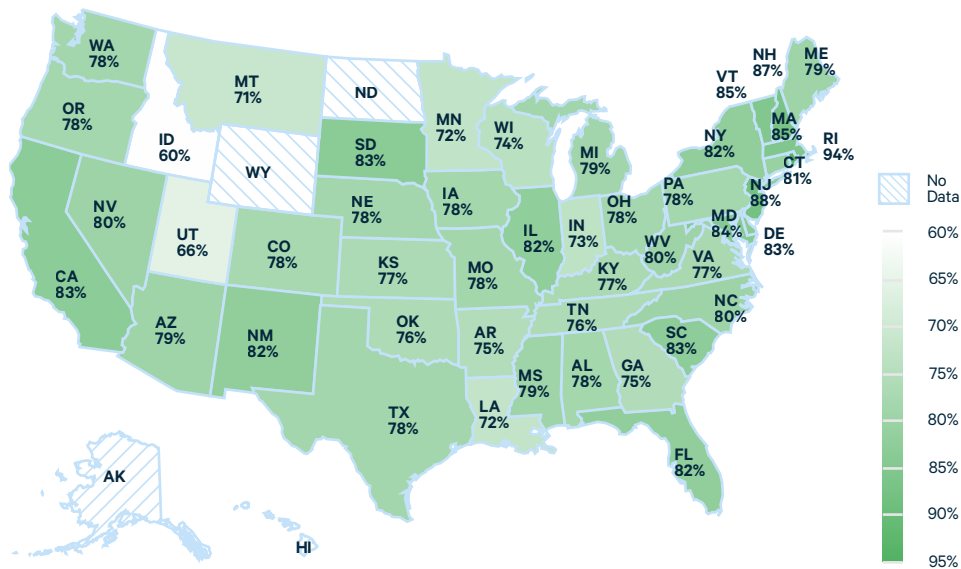 WA
78%
OR
78%
CA
83%
NV
80%
ID
60%
MT
71%
WY
UT
66%
AZ
79%
CO
78%
NM
82%
ND
SD
83%
NE
78%
KS
77%
OK
76%
TX
78%
MN
72%
IA
78%
MO
78%
AR
75%
LA
72%
WI
74%
IL
82%
MI
79%
IN
73%
OH
78%
KY
77%
TN
76%
MS
79%
AL
78%
GA
75%
FL
82%
SC
83%
NC
80%
VA
77%
WV
80%
PA
78%
NY
82%
VT
85%
NH
87%
ME
79%
MA
85%
RI
94%
CT
81%
NJ
88%
MD
84%
DE
83%
AK
HI
No
Data
60%
65%
70%
75%
80%
85%
90%
95%